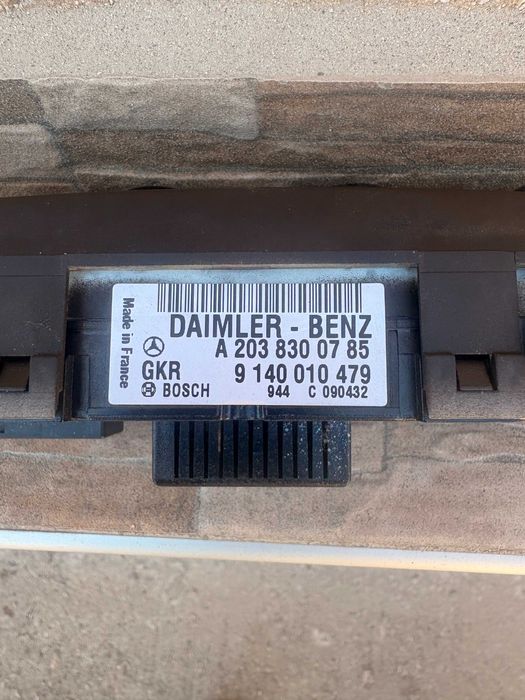 Made in France
DAIMLER - BENZ
A 203 830 07 85
GKR 9 140 010 479
BOSCH 944 C 090432